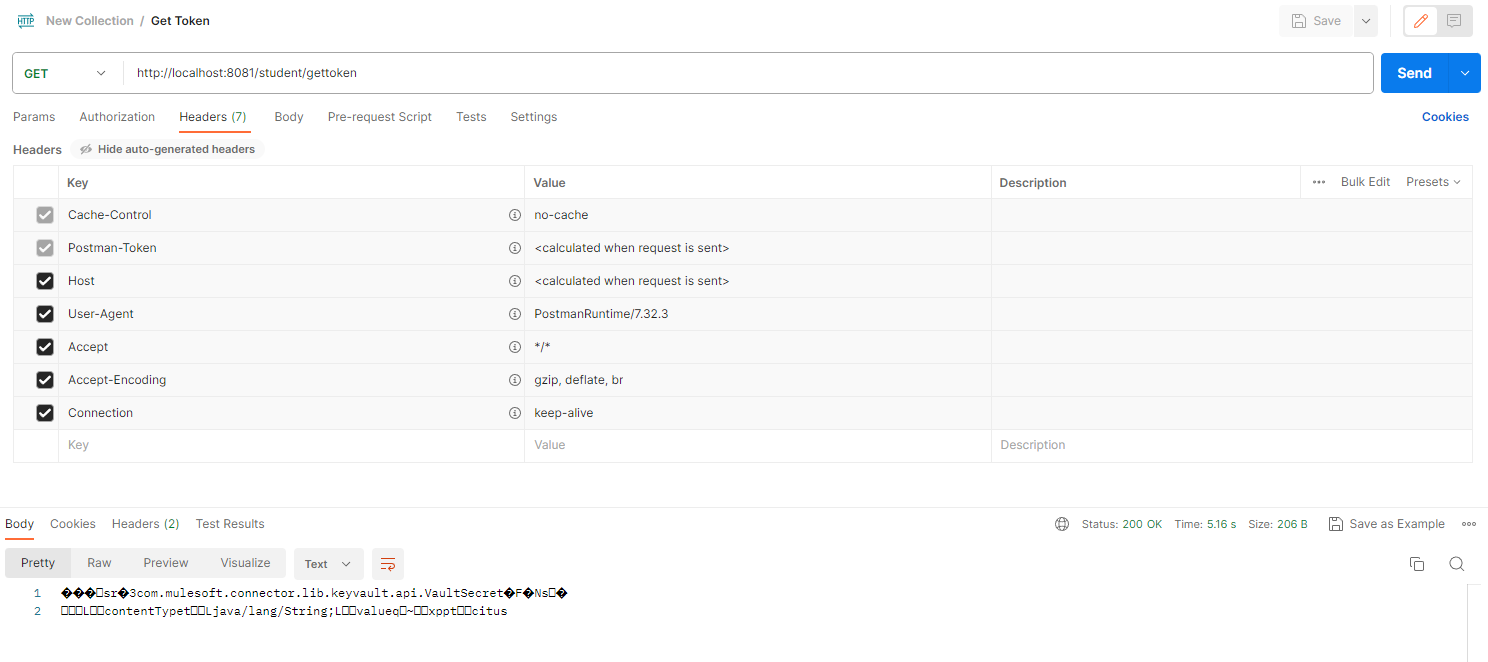 HTTP New Collection / Get Token Save
GET http://localhost:8081/student/gettoken Send
Params Authorization Headers (7) Body Pre-request Script Tests Settings Cookies
Headers Hide auto-generated headers
Key Value Description ••• Bulk Edit Presets
Cache-Control no-cache
Postman-Token <calculated when request is sent>
Host <calculated when request is sent>
User-Agent PostmanRuntime/7.32.3
Accept */*
Accept-Encoding gzip, deflate, br
Connection keep-alive
Key Value Description
Body Cookies Headers (2) Test Results Status: 200 OK Time: 5.16 s Size: 206 B Save as Example
Pretty Raw Preview Visualize Text
1 ���□sr�3com.mulesoft.connector.lib.keyvault.api.VaultSecret�F�Ns□�
2 □□□L□□contentTypet□□Ljava/lang/String;L□□valueq□~□□xppt□□citus